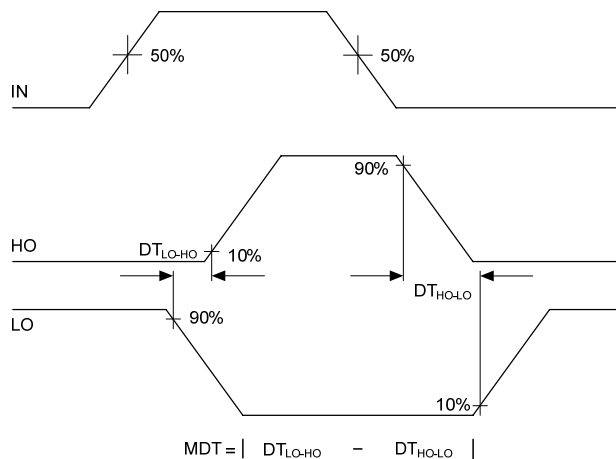 50%
50%
IN
90%
HO
DT_LO-HO
10%
DT_HO-LO
LO
90%
10%
MDT = | DT_LO-HO – DT_HO-LO |